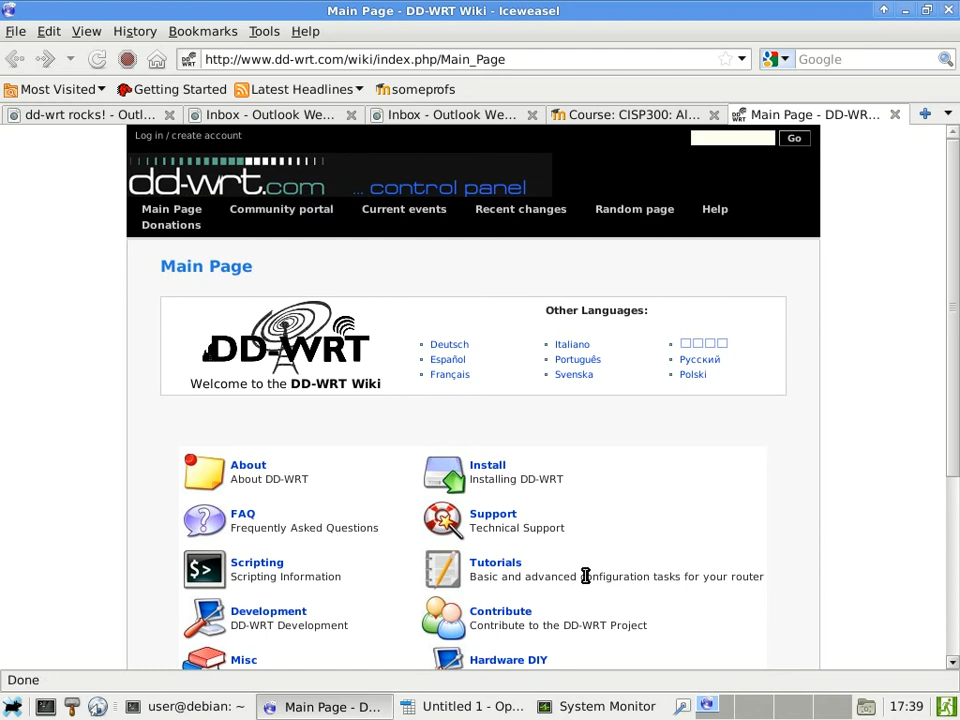 Main Page - DD-WRT Wiki - Iceweasel
File Edit View History Bookmarks Tools Help
http://www.dd-wrt.com/wiki/index.php/Main_Page
Google
Most Visited Getting Started Latest Headlines someprofs
dd-wrt rocks! - Outl... Inbox - Outlook We... Inbox - Outlook We... Course: CISP300: Al... Main Page - DD-WR...
Log in / create account
Go
dd-wrt.com ... control panel
Main Page Community portal Current events Recent changes Random page Help
Donations
Main Page
DD-WRT
Welcome to the DD-WRT Wiki
Other Languages:
Deutsch Italiano
Español Português Русский
Français Svenska Polski
About Install
About DD-WRT Installing DD-WRT
FAQ Support
Frequently Asked Questions Technical Support
Scripting Tutorials
Scripting Information Basic and advanced configuration tasks for your router
Development Contribute
DD-WRT Development Contribute to the DD-WRT Project
Misc Hardware DIY
Done
user@debian: ~ Main Page - D... Untitled 1 - Op... System Monitor 17:39